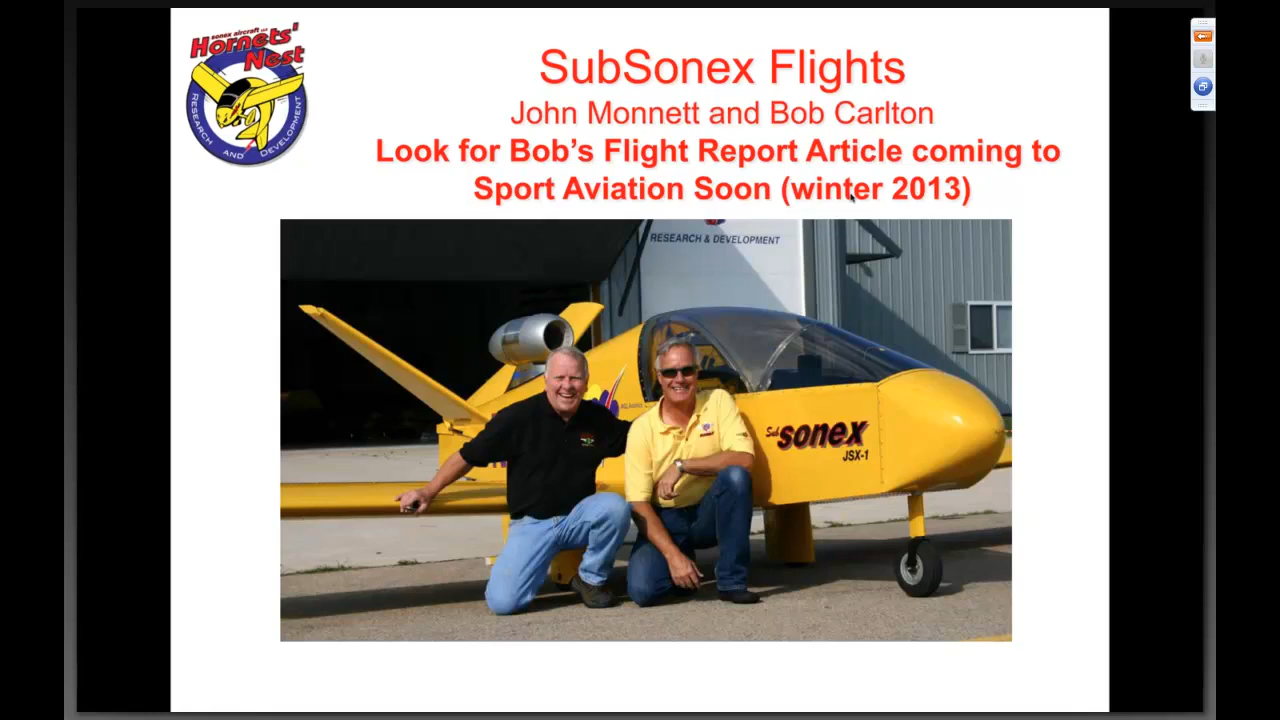 sonex aircraft
Hornets'
Nest
RESEARCH AND DEVELOPMENT
SubSonex Flights
John Monnett and Bob Carlton
Look for Bob’s Flight Report Article coming to
Sport Aviation Soon (winter 2013)
RESEARCH & DEVELOPMENT
Sub sonex
JSX-1